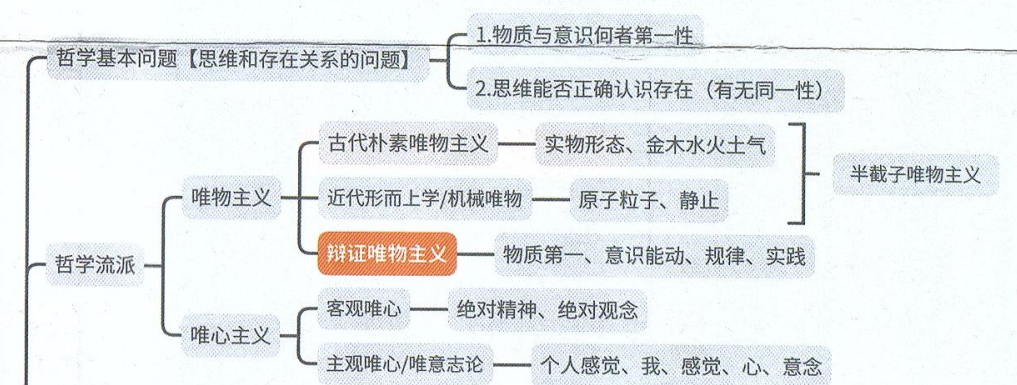 哲学基本问题【思维和存在关系的问题】
1.物质与意识何者第一性
2.思维能否正确认识存在（有无同一性）
哲学流派
唯物主义
古代朴素唯物主义
实物形态、金木水火土气
近代形而上学/机械唯物
原子粒子、静止
半截子唯物主义
辩证唯物主义
物质第一、意识能动、规律、实践
唯心主义
客观唯心
绝对精神、绝对观念
主观唯心/唯意志论
个人感觉、我、感觉、心、意念